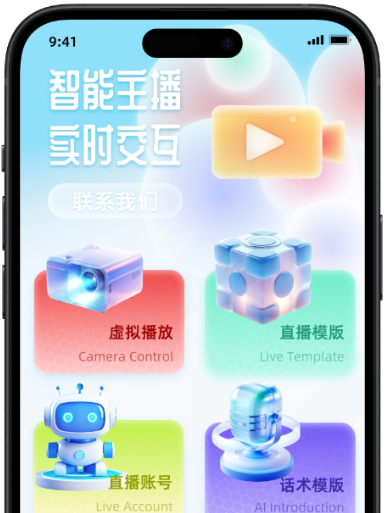 9:41
智能主播
实时交互
联系我们
虚拟播放
Camera Control
直播模版
Live Template
直播账号
Live Account
话术模版
AI Introduction